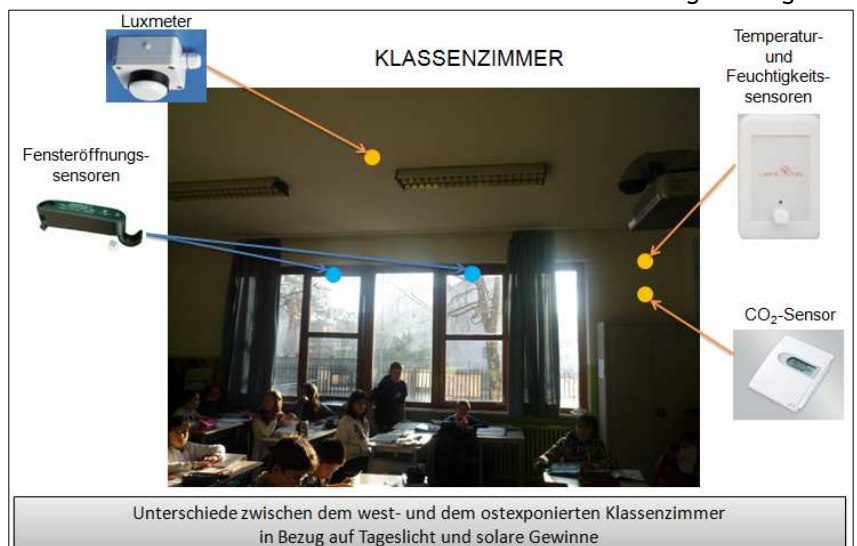 Luxmeter
KLASSENZIMMER
Temperatur-
und
Feuchtigkeits-
sensoren
Fensteröffnungs-
sensoren
CO₂-Sensor
Unterschiede zwischen dem west- und dem ostexponierten Klassenzimmer
in Bezug auf Tageslicht und solare Gewinne